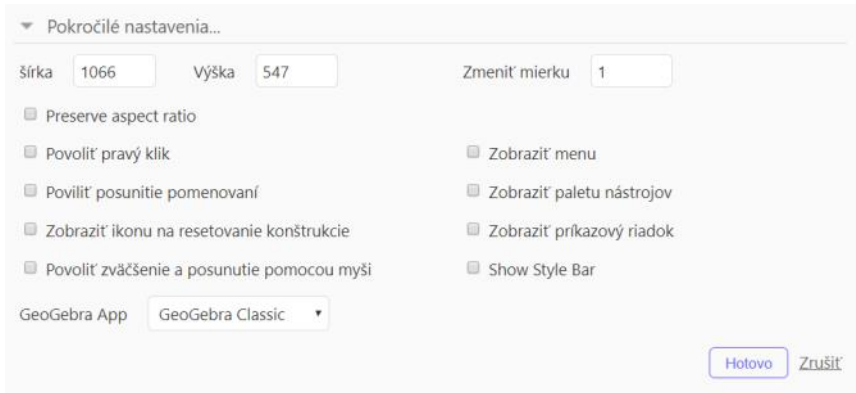 Pokročilé nastavenia...
šírka 1066 Výška 547 Zmeniť mierku 1
Preserve aspect ratio
Povoliť pravý klik Zobraziť menu
Poviliť posunitie pomenovaní Zobraziť paletu nástrojov
Zobraziť ikonu na resetovanie konštrukcie Zobraziť príkazový riadok
Povoliť zväčšenie a posunutie pomocou myši Show Style Bar
GeoGebra App GeoGebra Classic
Hotovo Zrušiť